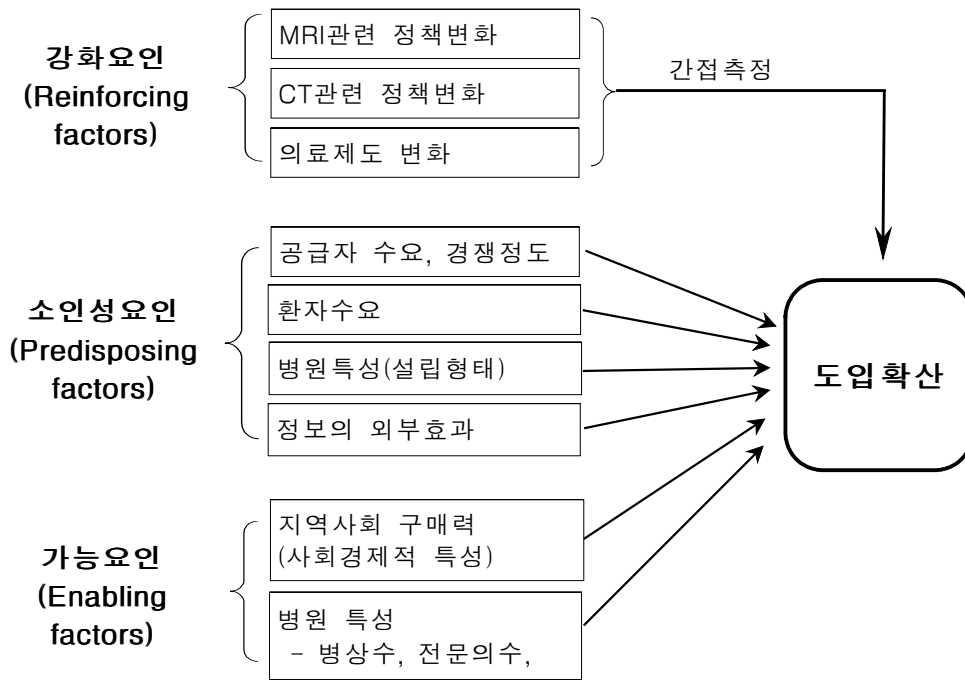 강화요인
(Reinforcing
factors)
MRI관련 정책변화
CT관련 정책변화
의료제도 변화
간접측정
소인성요인
(Predisposing
factors)
공급자 수요, 경쟁정도
환자수요
병원특성(설립형태)
정보의 외부효과
도입확산
가능요인
(Enabling
factors)
지역사회 구매력
(사회경제적 특성)
병원 특성
- 병상수, 전문의수,